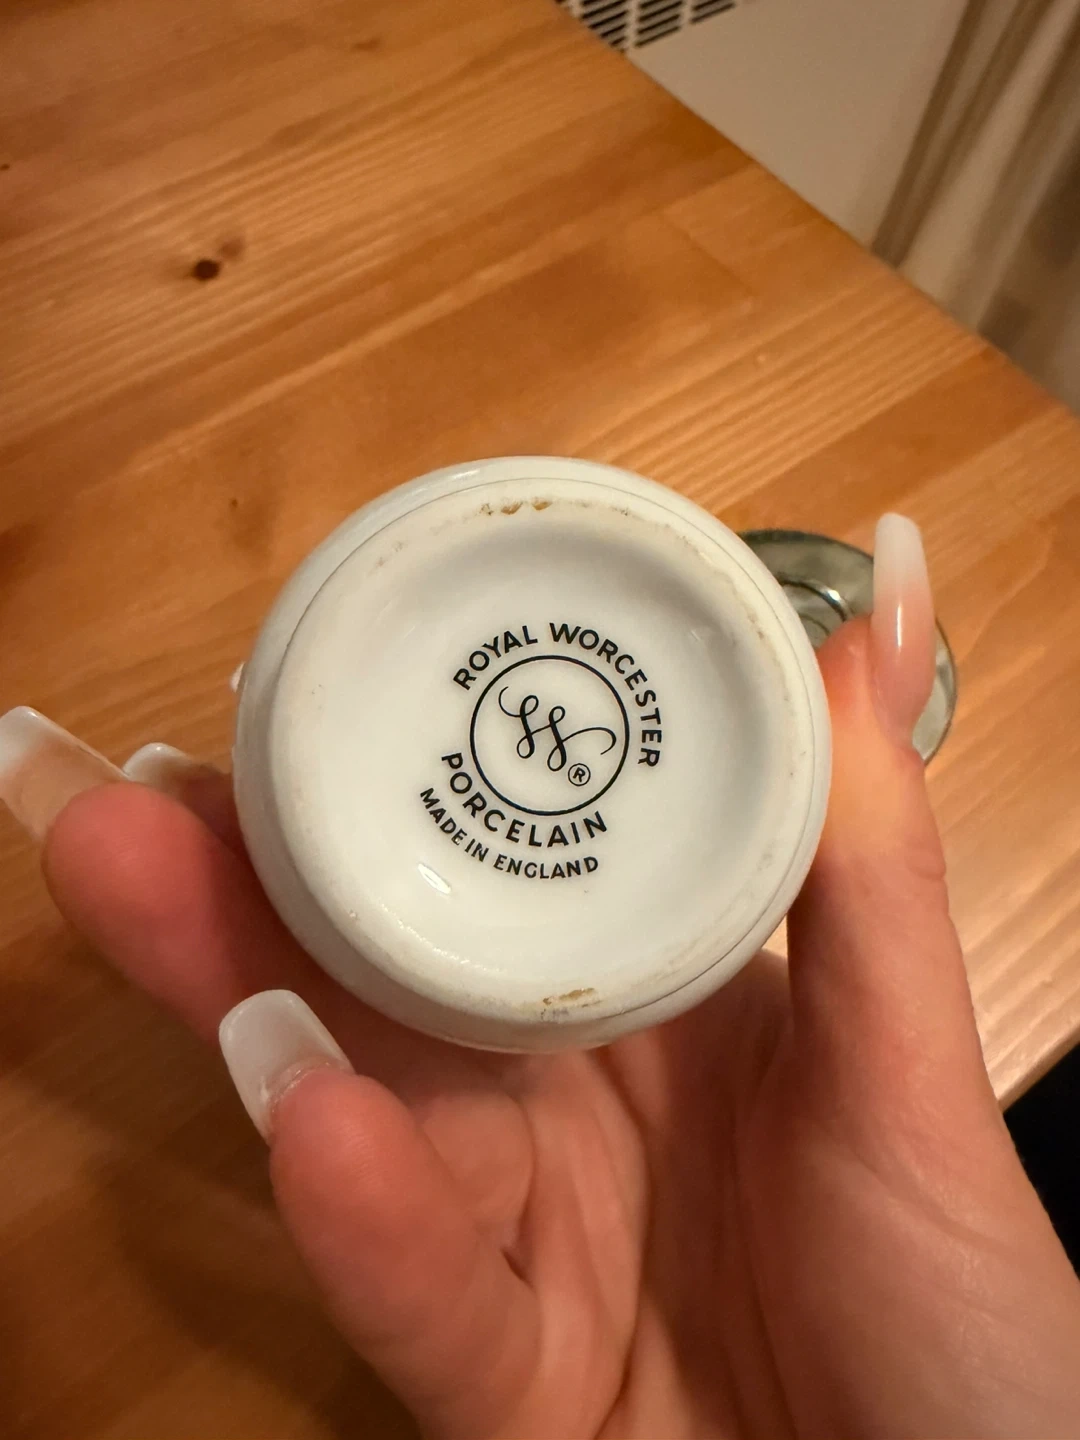 ROYAL WORCESTER
W
®
PORCELAIN
MADE IN ENGLAND